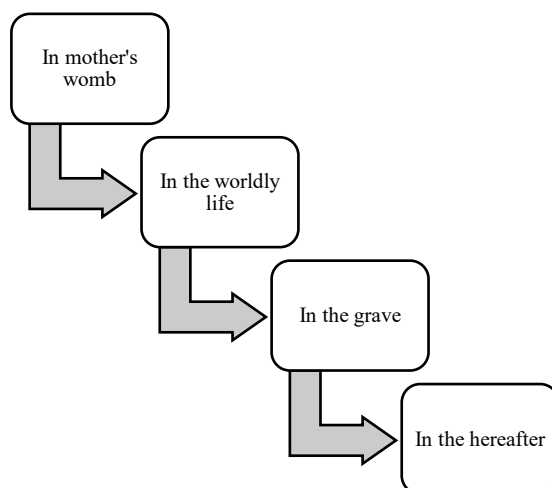 In mother's
womb
In the worldly
life
In the grave
In the hereafter